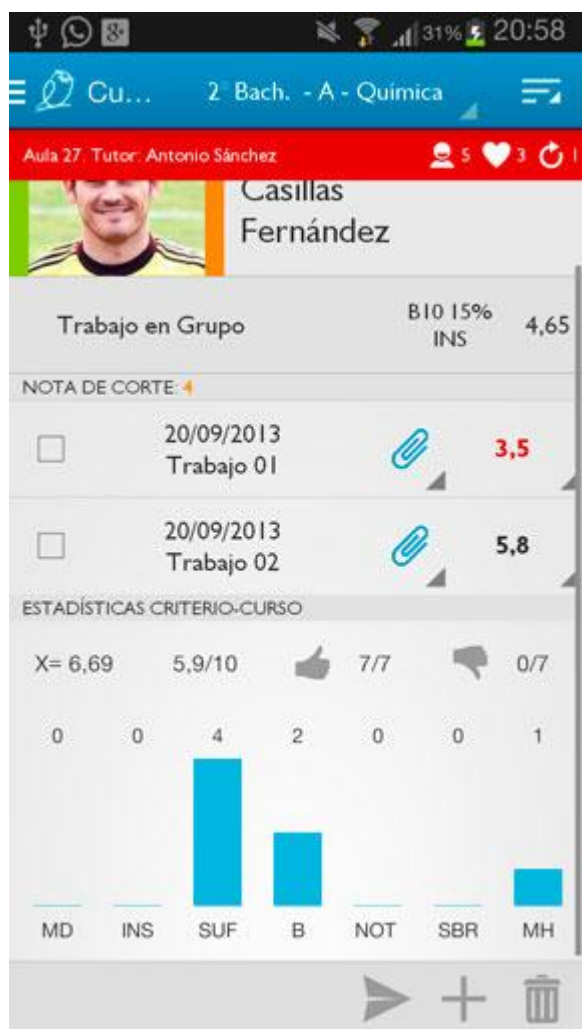 31% 20:58
Cu... 2º Bach. - A - Química
Aula 27. Tutor: Antonio Sánchez 5 3 1
Casillas
Fernández
Trabajo en Grupo B10 15% INS 4,65
NOTA DE CORTE: 4
20/09/2013
Trabajo 01 3,5
20/09/2013
Trabajo 02 5,8
ESTADÍSTICAS CRITERIO-CURSO
X= 6,69 5,9/10 7/7 0/7
0 0 4 2 0 0 1
MD INS SUF B NOT SBR MH